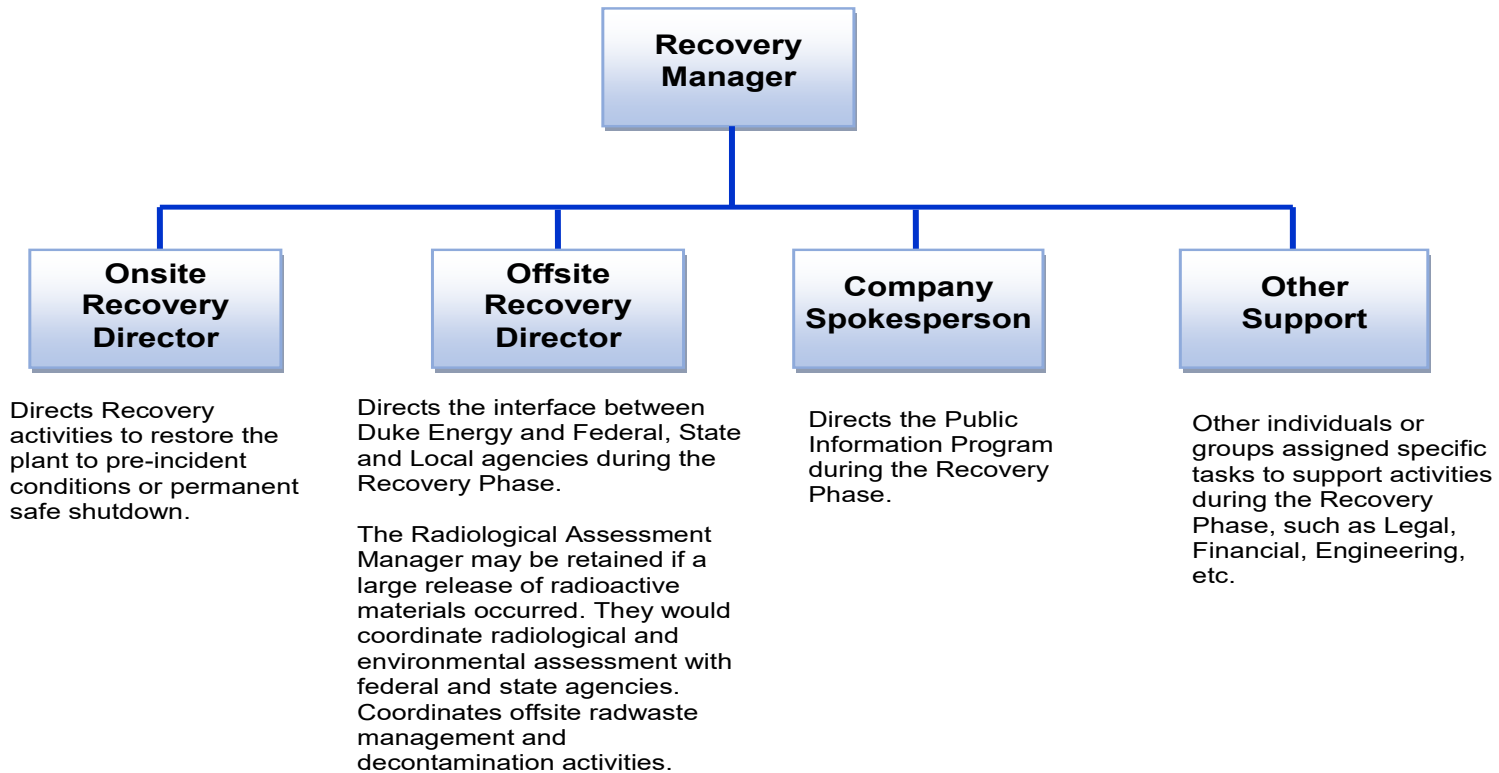 Recovery
Manager
Onsite
Recovery
Director
Offsite
Recovery
Director
Company
Spokesperson
Other
Support
Directs Recovery
activities to restore the
plant to pre-incident
conditions or permanent
safe shutdown.
Directs the interface between
Duke Energy and Federal, State
and Local agencies during the
Recovery Phase.
The Radiological Assessment
Manager may be retained if a
large release of radioactive
materials occurred. They would
coordinate radiological and
environmental assessment with
federal and state agencies.
Coordinates offsite radwaste
management and
decontamination activities.
Directs the Public
Information Program
during the Recovery
Phase.
Other individuals or
groups assigned specific
tasks to support activities
during the Recovery
Phase, such as Legal,
Financial, Engineering,
etc.